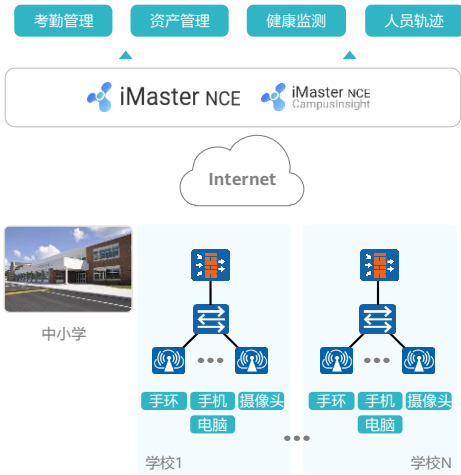 考勤管理 资产管理 健康监测 人员轨迹
iMaster NCE iMaster NCE
CampusInsight
Internet
中小学
手环 手机 摄像头 手环 手机 摄像头
电脑 电脑
学校1 学校N